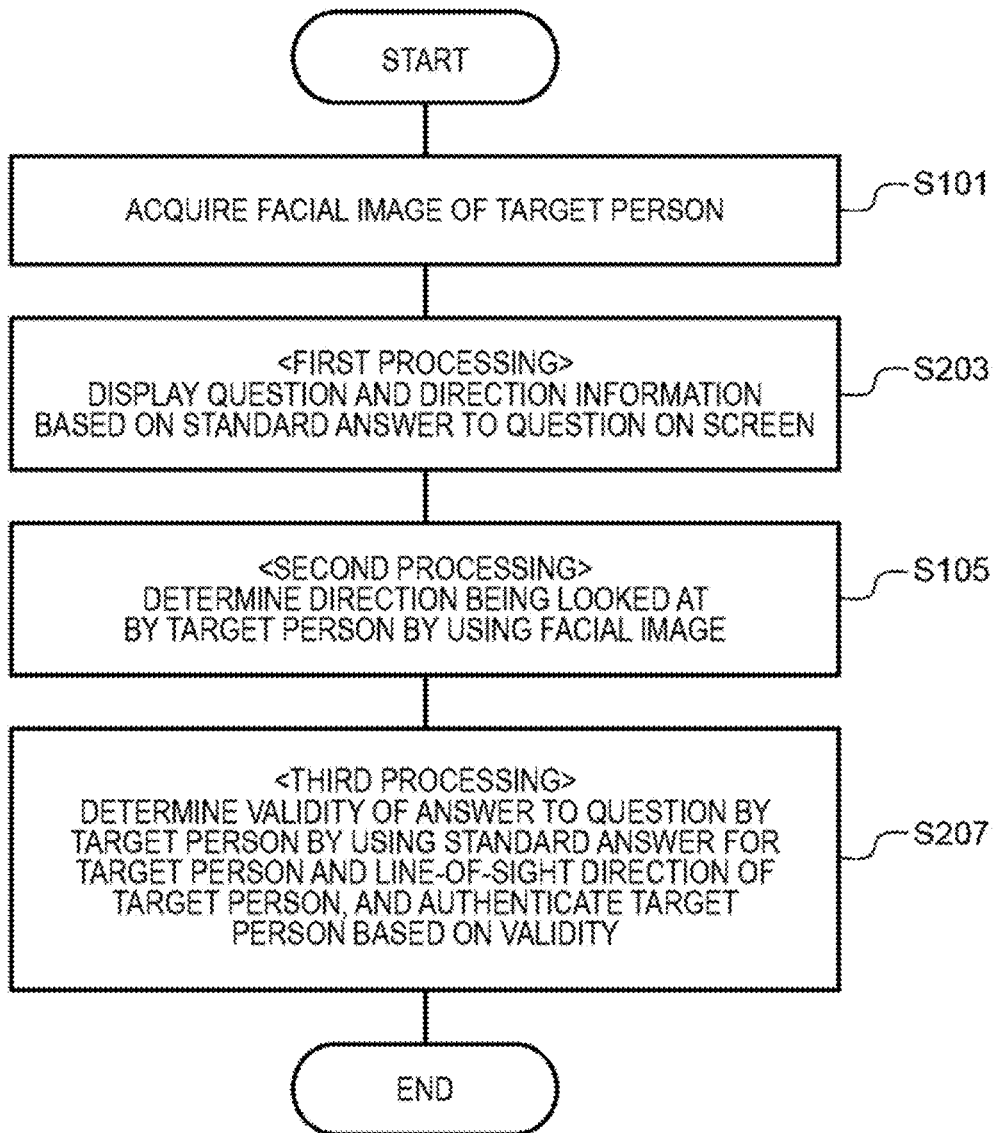 START
ACQUIRE FACIAL IMAGE OF TARGET PERSON
S101
<FIRST PROCESSING>
DISPLAY QUESTION AND DIRECTION INFORMATION
BASED ON STANDARD ANSWER TO QUESTION ON SCREEN
S203
<SECOND PROCESSING>
DETERMINE DIRECTION BEING LOOKED AT
BY TARGET PERSON BY USING FACIAL IMAGE
S105
<THIRD PROCESSING>
DETERMINE VALIDITY OF ANSWER TO QUESTION BY
TARGET PERSON BY USING STANDARD ANSWER FOR
TARGET PERSON AND LINE-OF-SIGHT DIRECTION OF
TARGET PERSON, AND AUTHENTICATE TARGET
PERSON BASED ON VALIDITY
S207
END